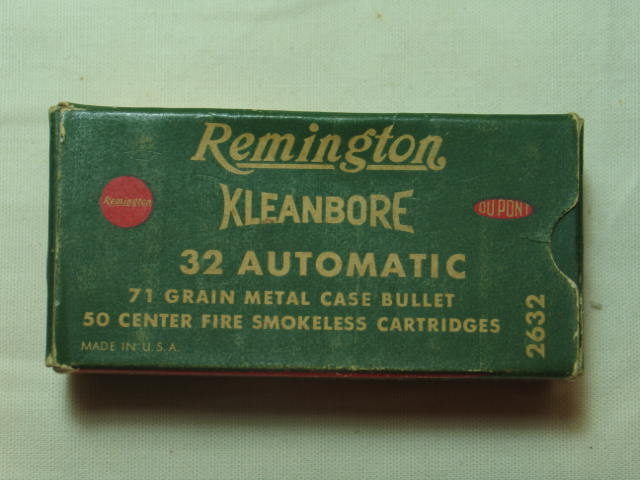 Remington
KLEANBORE
Remington
DU PONT
32 AUTOMATIC
71 GRAIN METAL CASE BULLET
50 CENTER FIRE SMOKELESS CARTRIDGES
MADE IN U.S.A.
2632